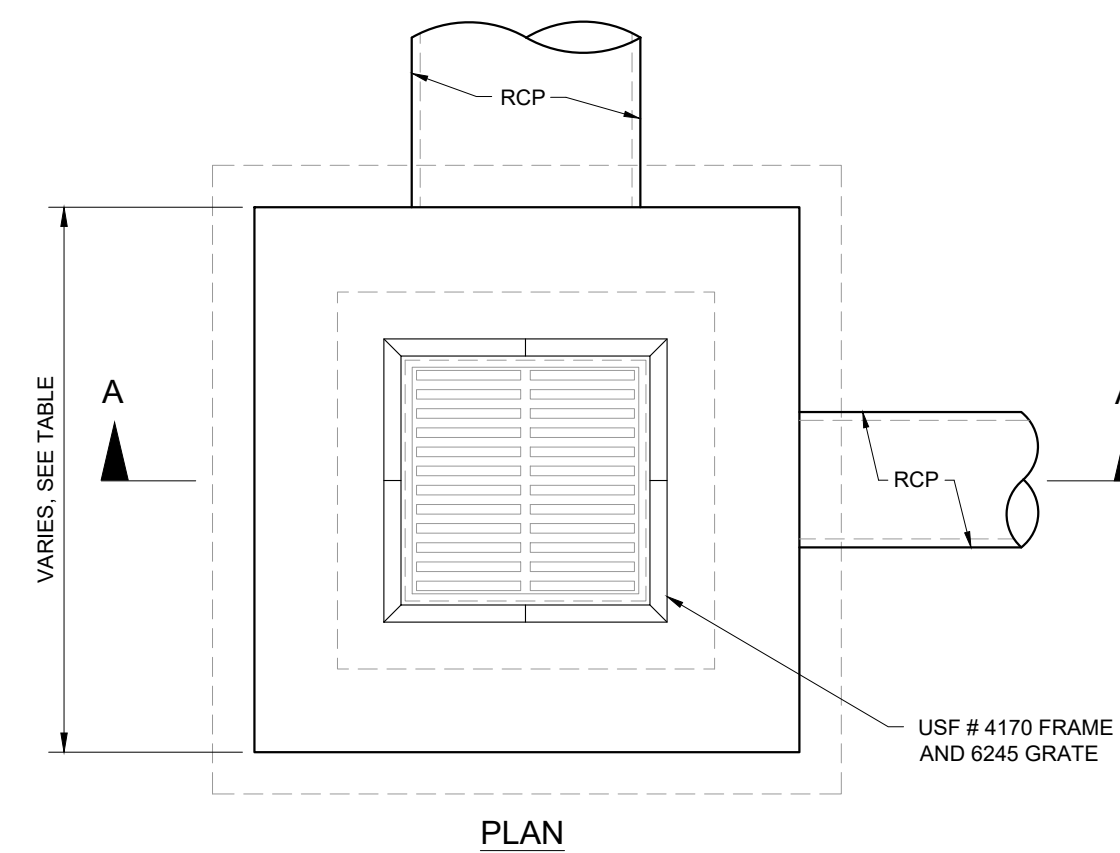 RCP
VARIES, SEE TABLE
A
RCP
USF # 4170 FRAME
AND 6245 GRATE
PLAN